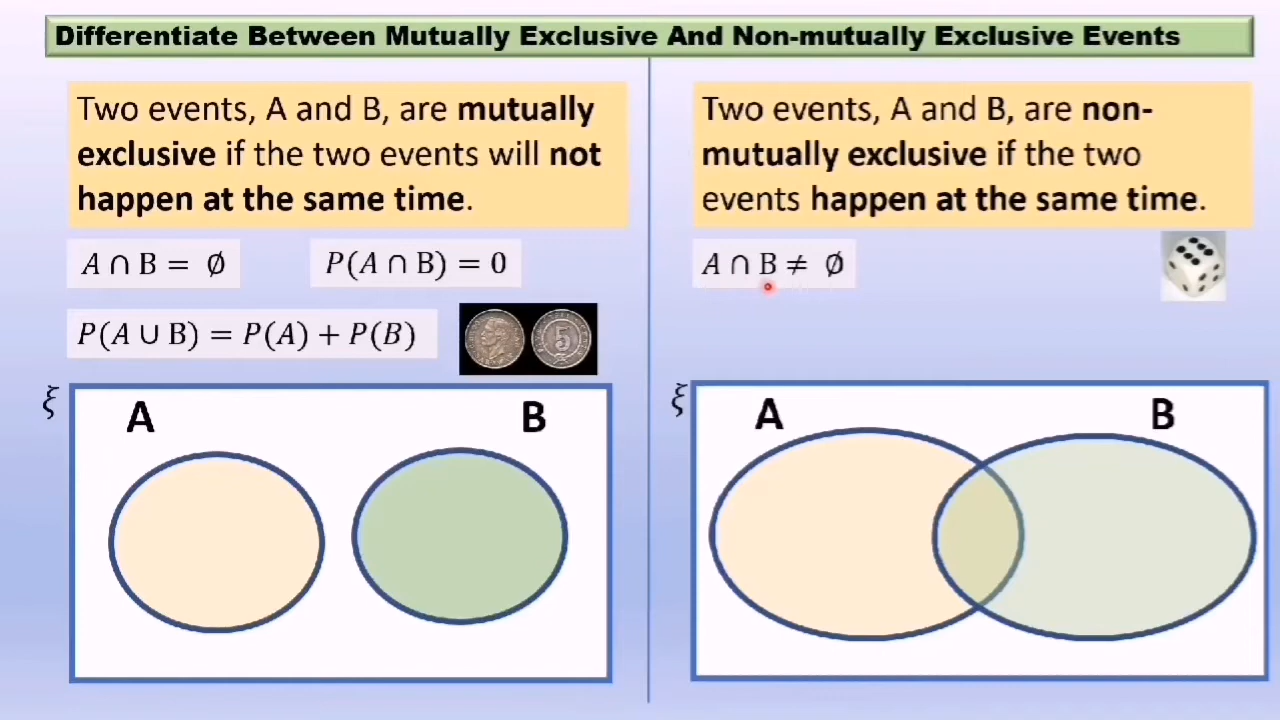 Differentiate Between Mutually Exclusive And Non-mutually Exclusive Events
Two events, A and B, are mutually
exclusive if the two events will not
happen at the same time.
A ∩ B = ∅
P(A ∩ B) = 0
P(A ∪ B) = P(A) + P(B)
5
ξ
A
B
Two events, A and B, are non-
mutually exclusive if the two
events happen at the same time.
A ∩ B ≠ ∅
ξ
A
B